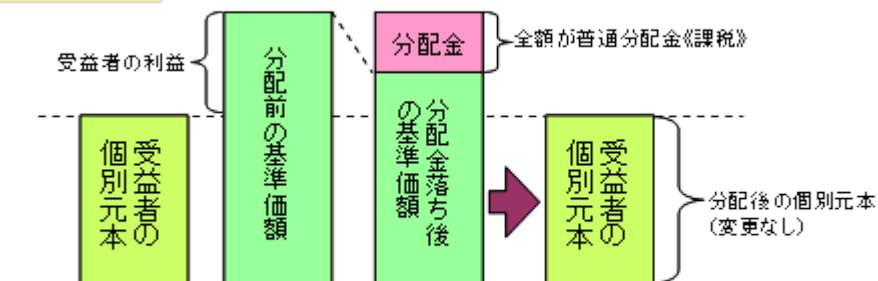 受益者の利益
分配前の基準価額
分配金
全額が普通分配金《課税》
受益者の
個別元本
分配金落ち後
の基準価額
受益者の
個別元本
分配後の個別元本
(変更なし)